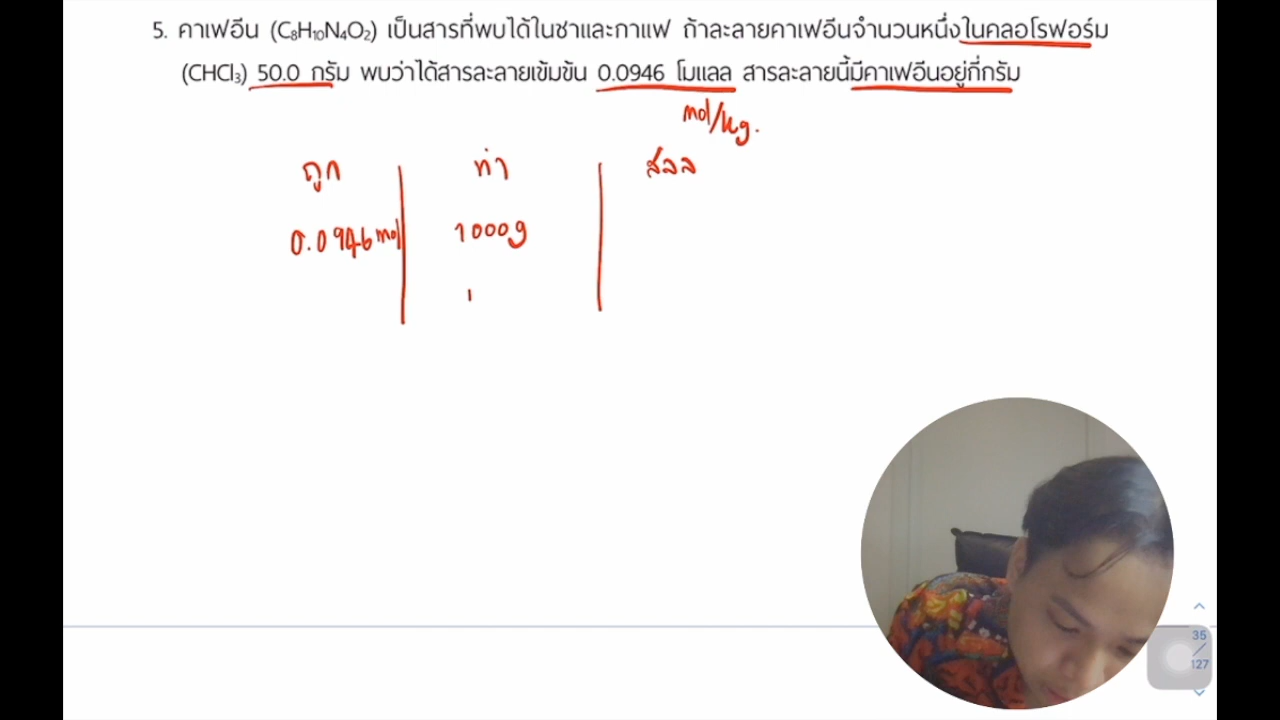 5. คาเฟอีน (C₈H₁₀N₄O₂) เป็นสารที่พบได้ในชาและกาแฟ ถ้าละลายคาเฟอีนจำนวนหนึ่งในคลอโรฟอร์ม
(CHCl₃) 50.0 กรัม พบว่าได้สารละลายเข้มข้น 0.0946 โมแลล สารละลายนี้มีคาเฟอีนอยู่กี่กรัม
mol/kg.
ถูก ทำ สลล
0.0946 mol 1000g
35
127